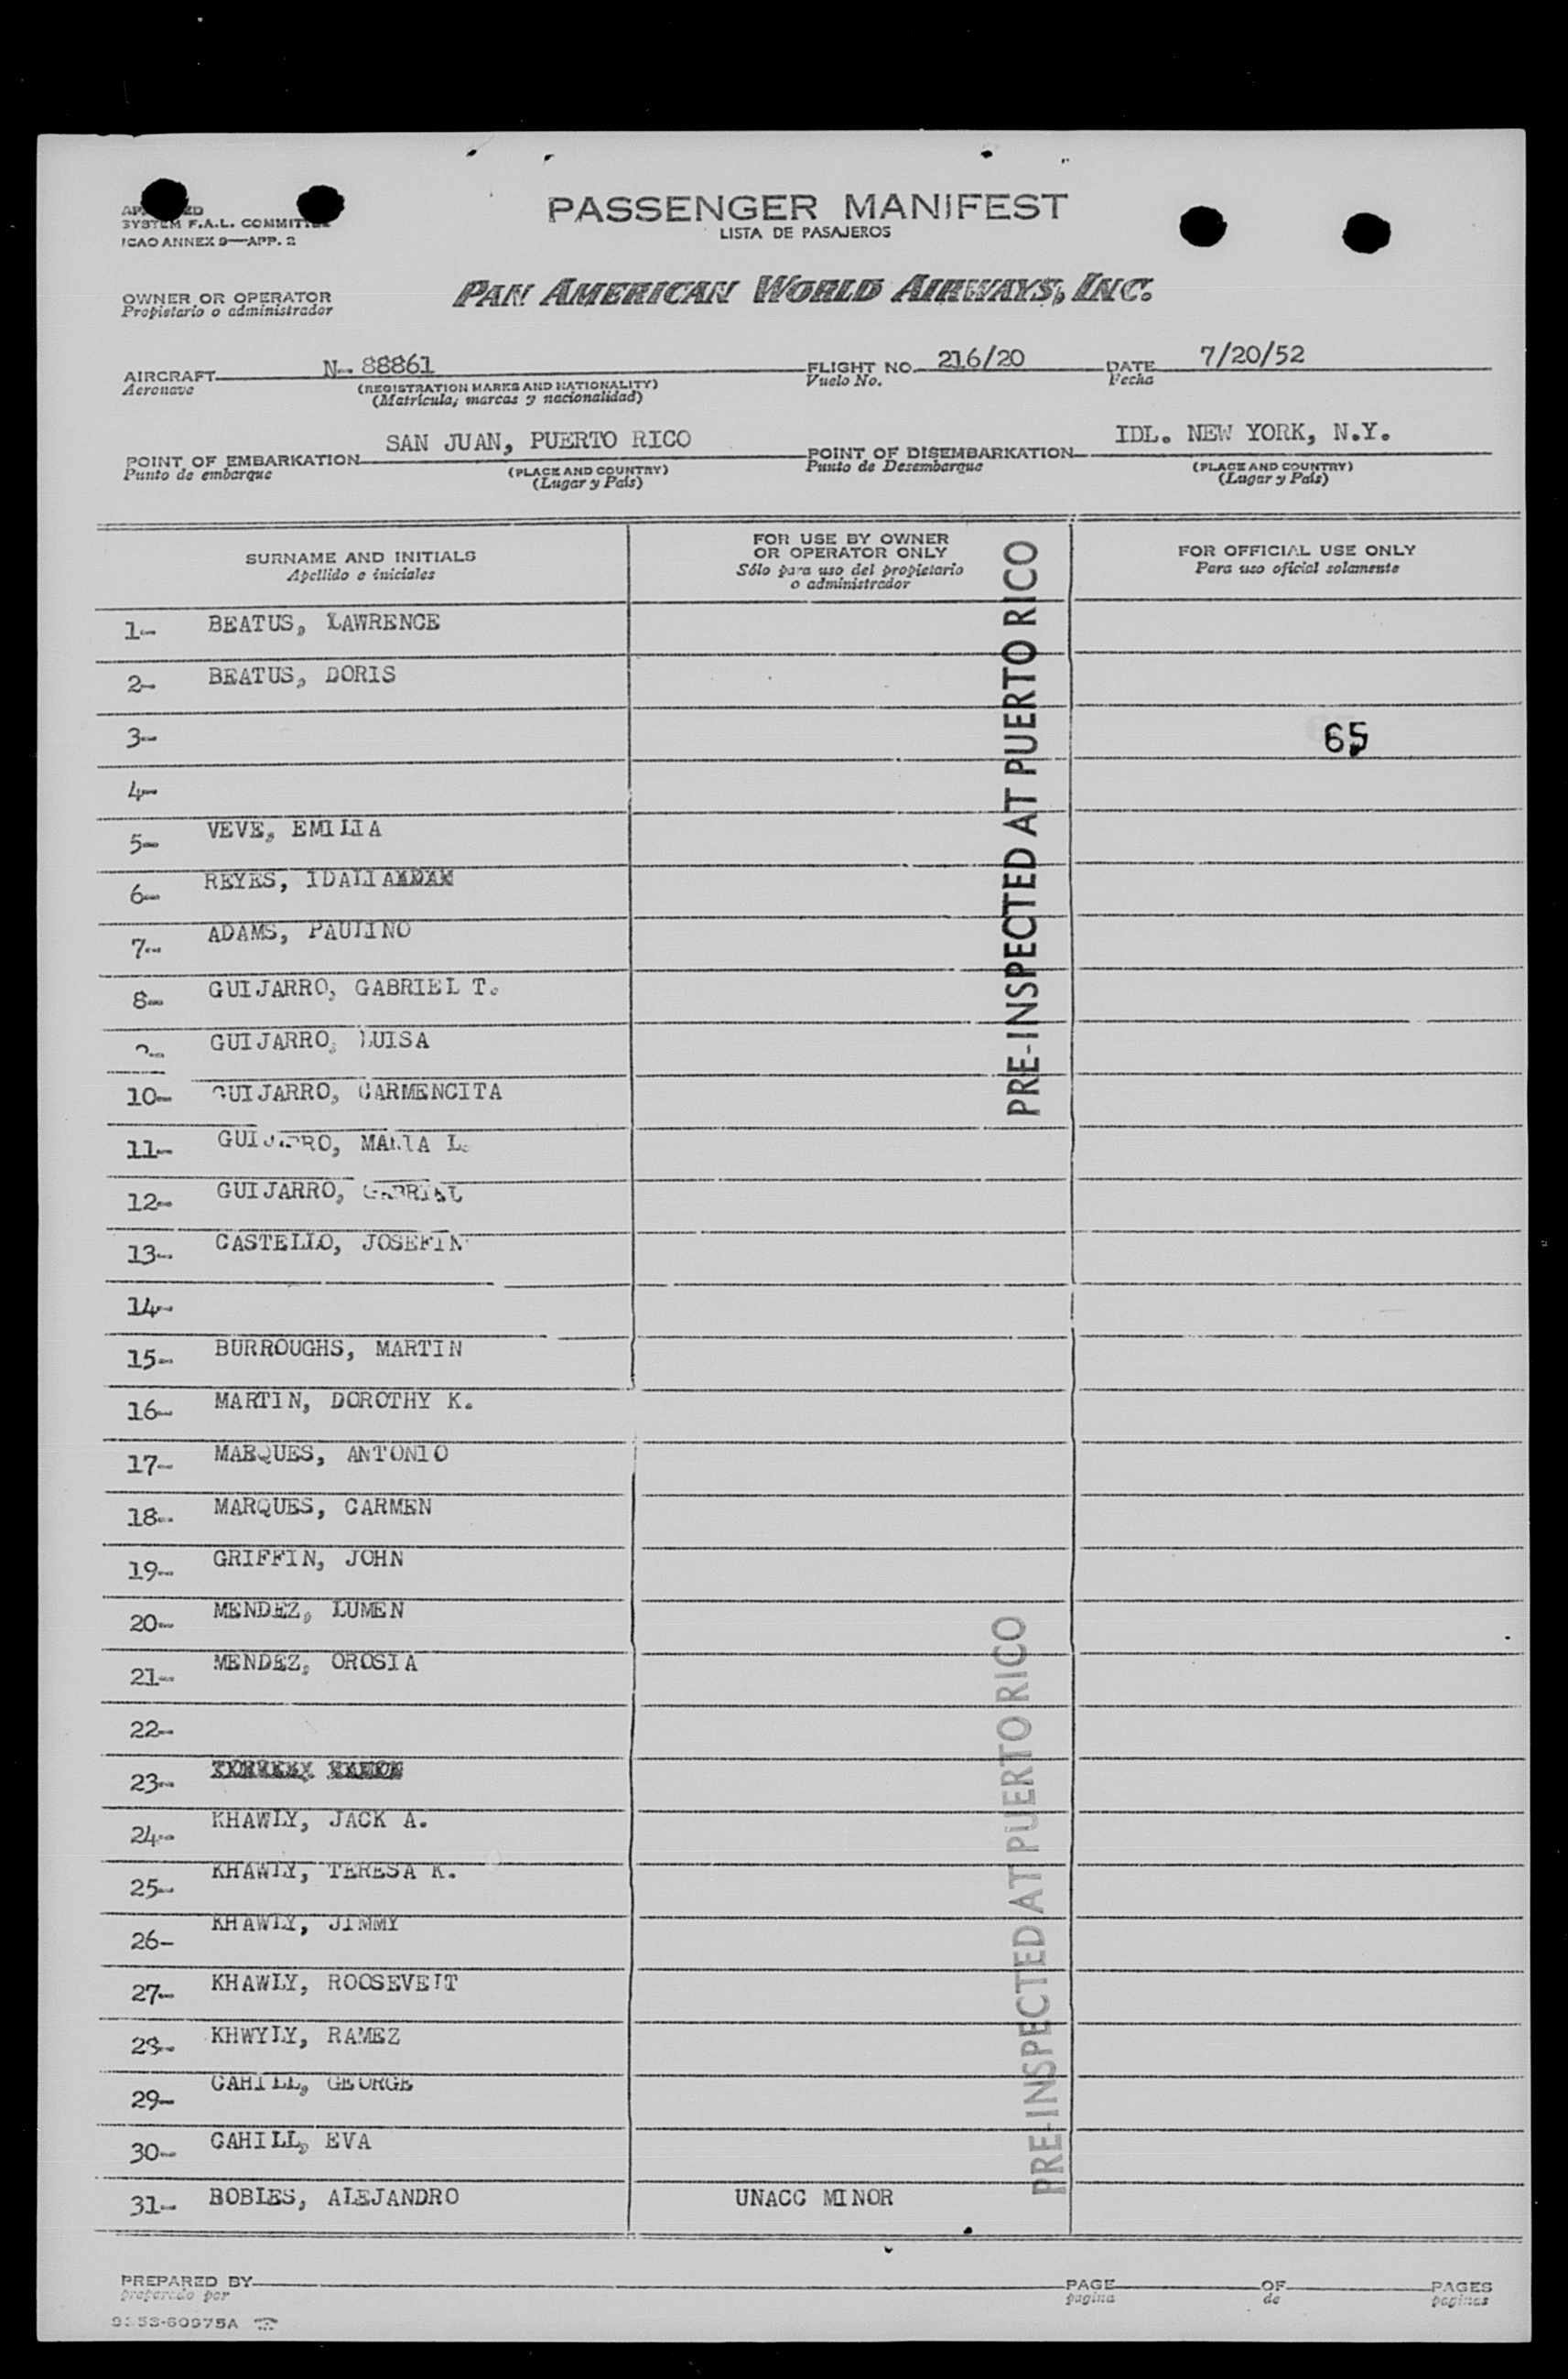 SYSTEM F.A.L.
ICAO ANNEX 9—APP. 2
PASSENGER MANIFEST
LISTA DE PASAJEROS
OWNER OR OPERATOR
Propietario o administrador
PAN AMERICAN WORLD AIRWAYS, INC.
AIRCRAFT N- 88861 FLIGHT NO. 216/20 DATE 7/20/52
Aeronave (REGISTRATION MARKS AND NATIONALITY) Vuelo No. Fecha
(Matrícula, marcas y nacionalidad)
POINT OF EMBARKATION SAN JUAN, PUERTO RICO POINT OF DISEMBARKATION IDL. NEW YORK, N.Y.
Punto de embarque (PLACE AND COUNTRY) Punto de Desembarque (PLACE AND COUNTRY)
(Lugar y País) (Lugar y País)
SURNAME AND INITIALS
Apellido e iniciales
FOR USE BY OWNER
OR OPERATOR ONLY
Sólo para uso del propietario
o administrador
FOR OFFICIAL USE ONLY
Para uso oficial solamente
PRE-INSPECTED AT PUERTO RICO
1- BEATUS, LAWRENCE
2- BEATUS, DORIS
3- 65
4-
5- VEVE, EMILIA
6- REYES, IDALIA
7- ADAMS, PAULINO
8- GUIJARRO, GABRIEL T.
GUIJARRO, LUISA
10- GUIJARRO, CARMENCITA
11- GUIJARRO, MARIA L.
12- GUIJARRO, GABRIEL
13- CASTELLO,
14-
15- BURROUGHS, MARTIN
16- MARTIN, DOROTHY K.
17- MARQUES, ANTONIO
18- MARQUES, CARMEN
19- GRIFFIN, JOHN
20- MENDEZ, LUMEN
21- MENDEZ, OROSIA
22-
23-
24- KHAWLY, JACK A.
25- KHAWLY, TERESA K.
26- KHAWLY, JIMMY
27- KHAWLY, ROOSEVELT
28- KHWYLY, RAMEZ
29- CAHILL, GEORGE
30- CAHILL, EVA
31- BOBLES, ALEJANDRO UNACC MINOR
PRE-INSPECTED AT PUERTO RICO
PREPARED BY PAGE OF PAGES
preparado por pagina de paginas